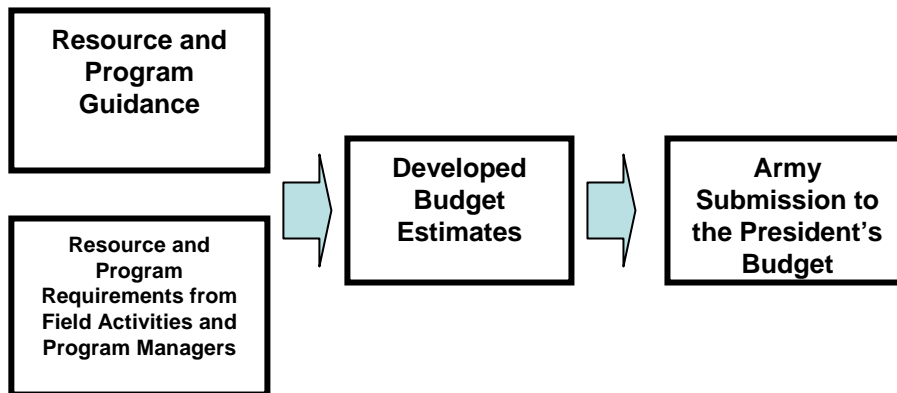 Resource and
Program
Guidance
Resource and
Program
Requirements from
Field Activities and
Program Managers
Developed
Budget
Estimates
Army
Submission to
the President's
Budget